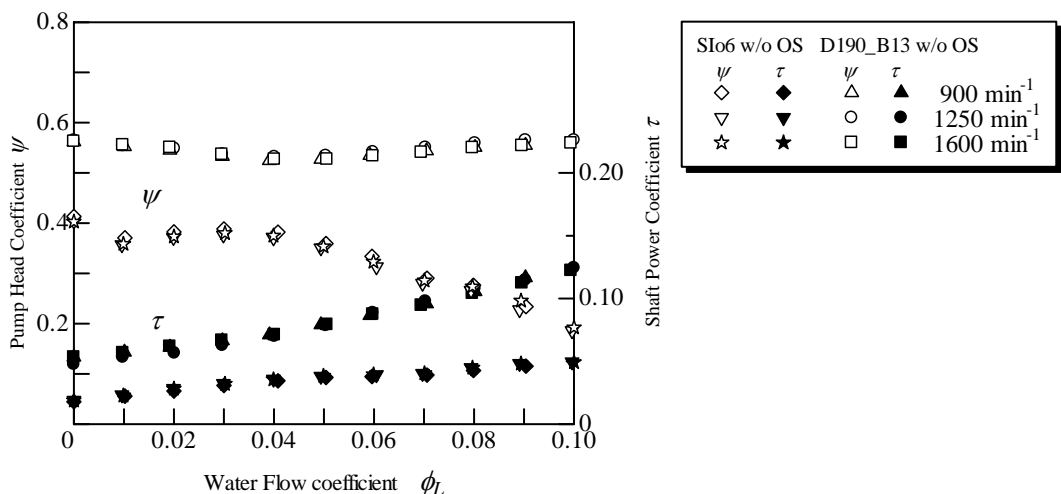 0.8
0.6
0.4
0.2
Pump Head Coefficient ψ
ψ
τ
0 0.02 0.04 0.06 0.08 0.10
Water Flow coefficient ϕL
0.20
0.10
0
Shaft Power Coefficient τ
SIo6 w/o OS D190_B13 w/o OS
ψ τ ψ τ
900 min-1
1250 min-1
1600 min-1